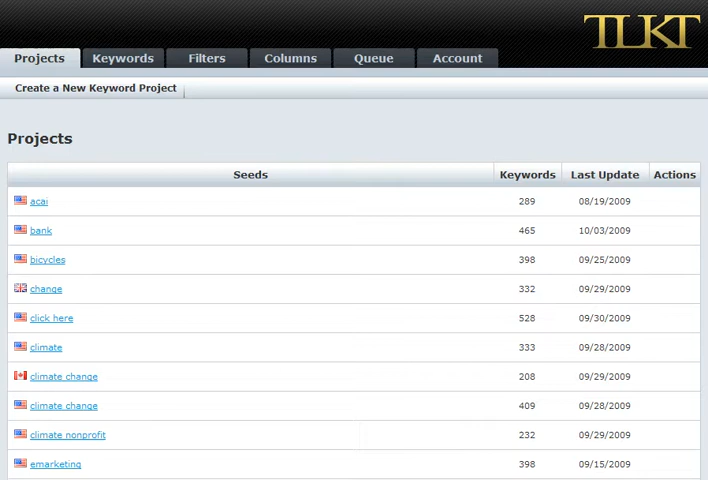 TLKT
Projects Keywords Filters Columns Queue Account
Create a New Keyword Project
Projects
Seeds Keywords Last Update Actions
acai 289 08/19/2009
bank 465 10/03/2009
bicycles 398 09/25/2009
change 332 09/29/2009
click here 528 09/30/2009
climate 333 09/28/2009
climate change 208 09/29/2009
climate change 409 09/28/2009
climate nonprofit 232 09/29/2009
emarketing 398 09/15/2009